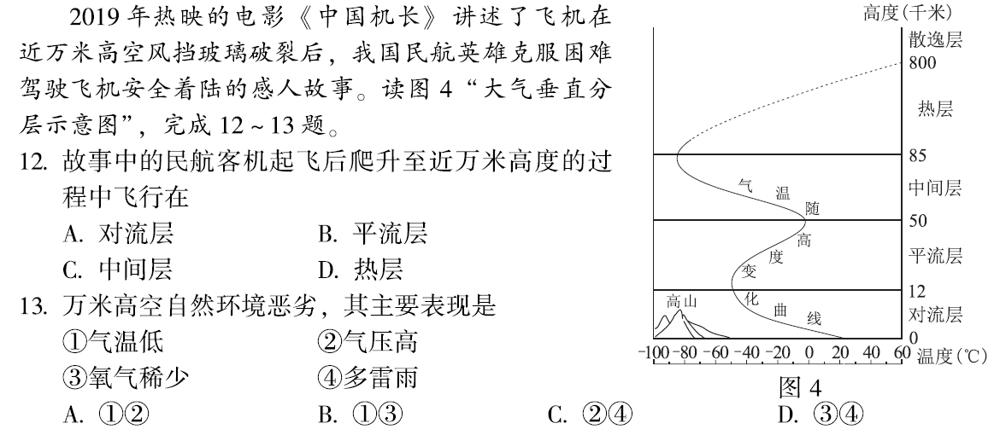 2019 年热映的电影《中国机长》讲述了飞机在
近万米高空风挡玻璃破裂后，我国民航英雄克服困难
驾驶飞机安全着陆的感人故事。读图 4 “大气垂直分
层示意图”，完成 12 ~ 13 题。
12. 故事中的民航客机起飞后爬升至近万米高度的过
程中飞行在
A. 对流层 B. 平流层
C. 中间层 D. 热层
13. 万米高空自然环境恶劣，其主要表现是
①气温低 ②气压高
③氧气稀少 ④多雷雨
A. ①② B. ①③ C. ②④ D. ③④
高度(千米)
散逸层
800
热层
85
中间层
50
平流层
12
对流层
0
气温随高度变化曲线
高山
-100 -80 -60 -40 -20 0 20 40 60 温度(℃)
图 4